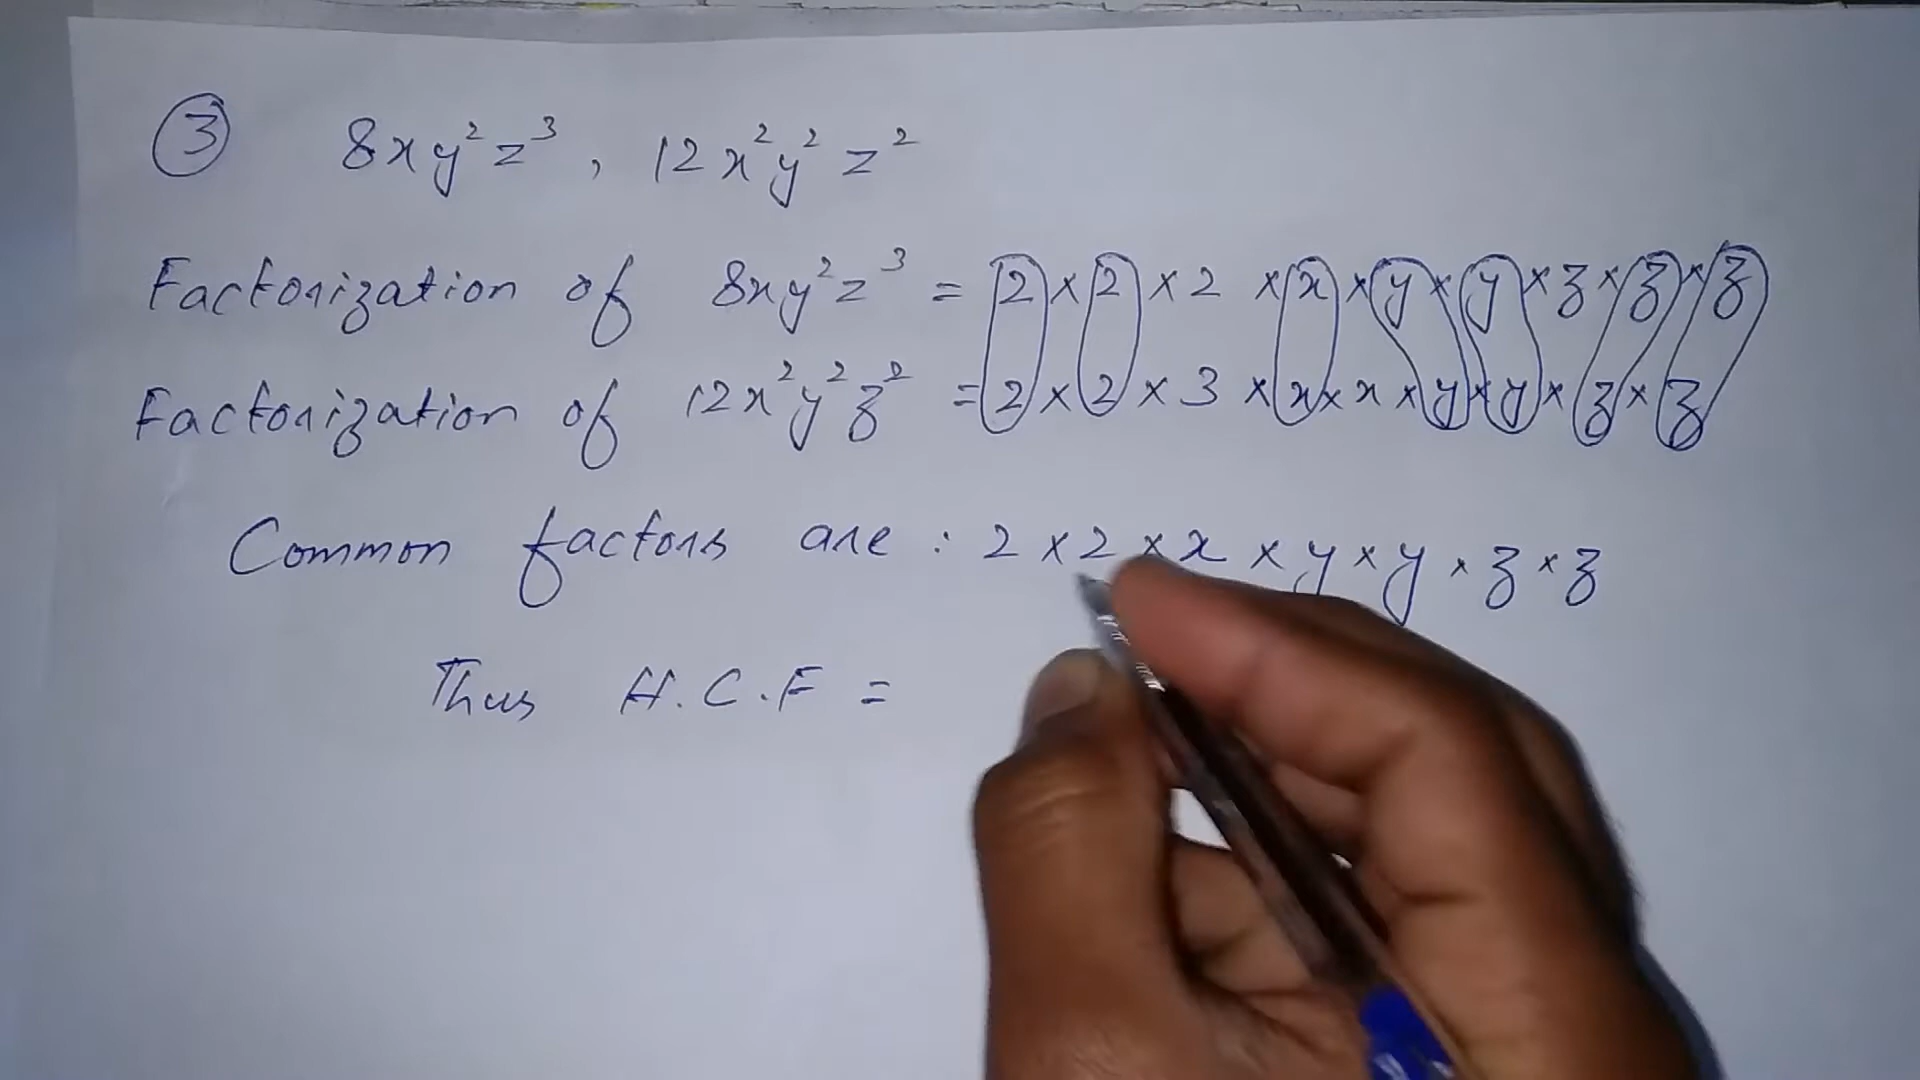 ③ 8xy²z³, 12x²y²z²
Factorization of 8xy²z³ = 2 × 2 × 2 × x × y × y × z × z × z
Factorization of 12x²y²z² = 2 × 2 × 3 × x × x × y × y × z × z
Common factors are : 2 × 2 × x × y × y × z × z
Thus H.C.F =